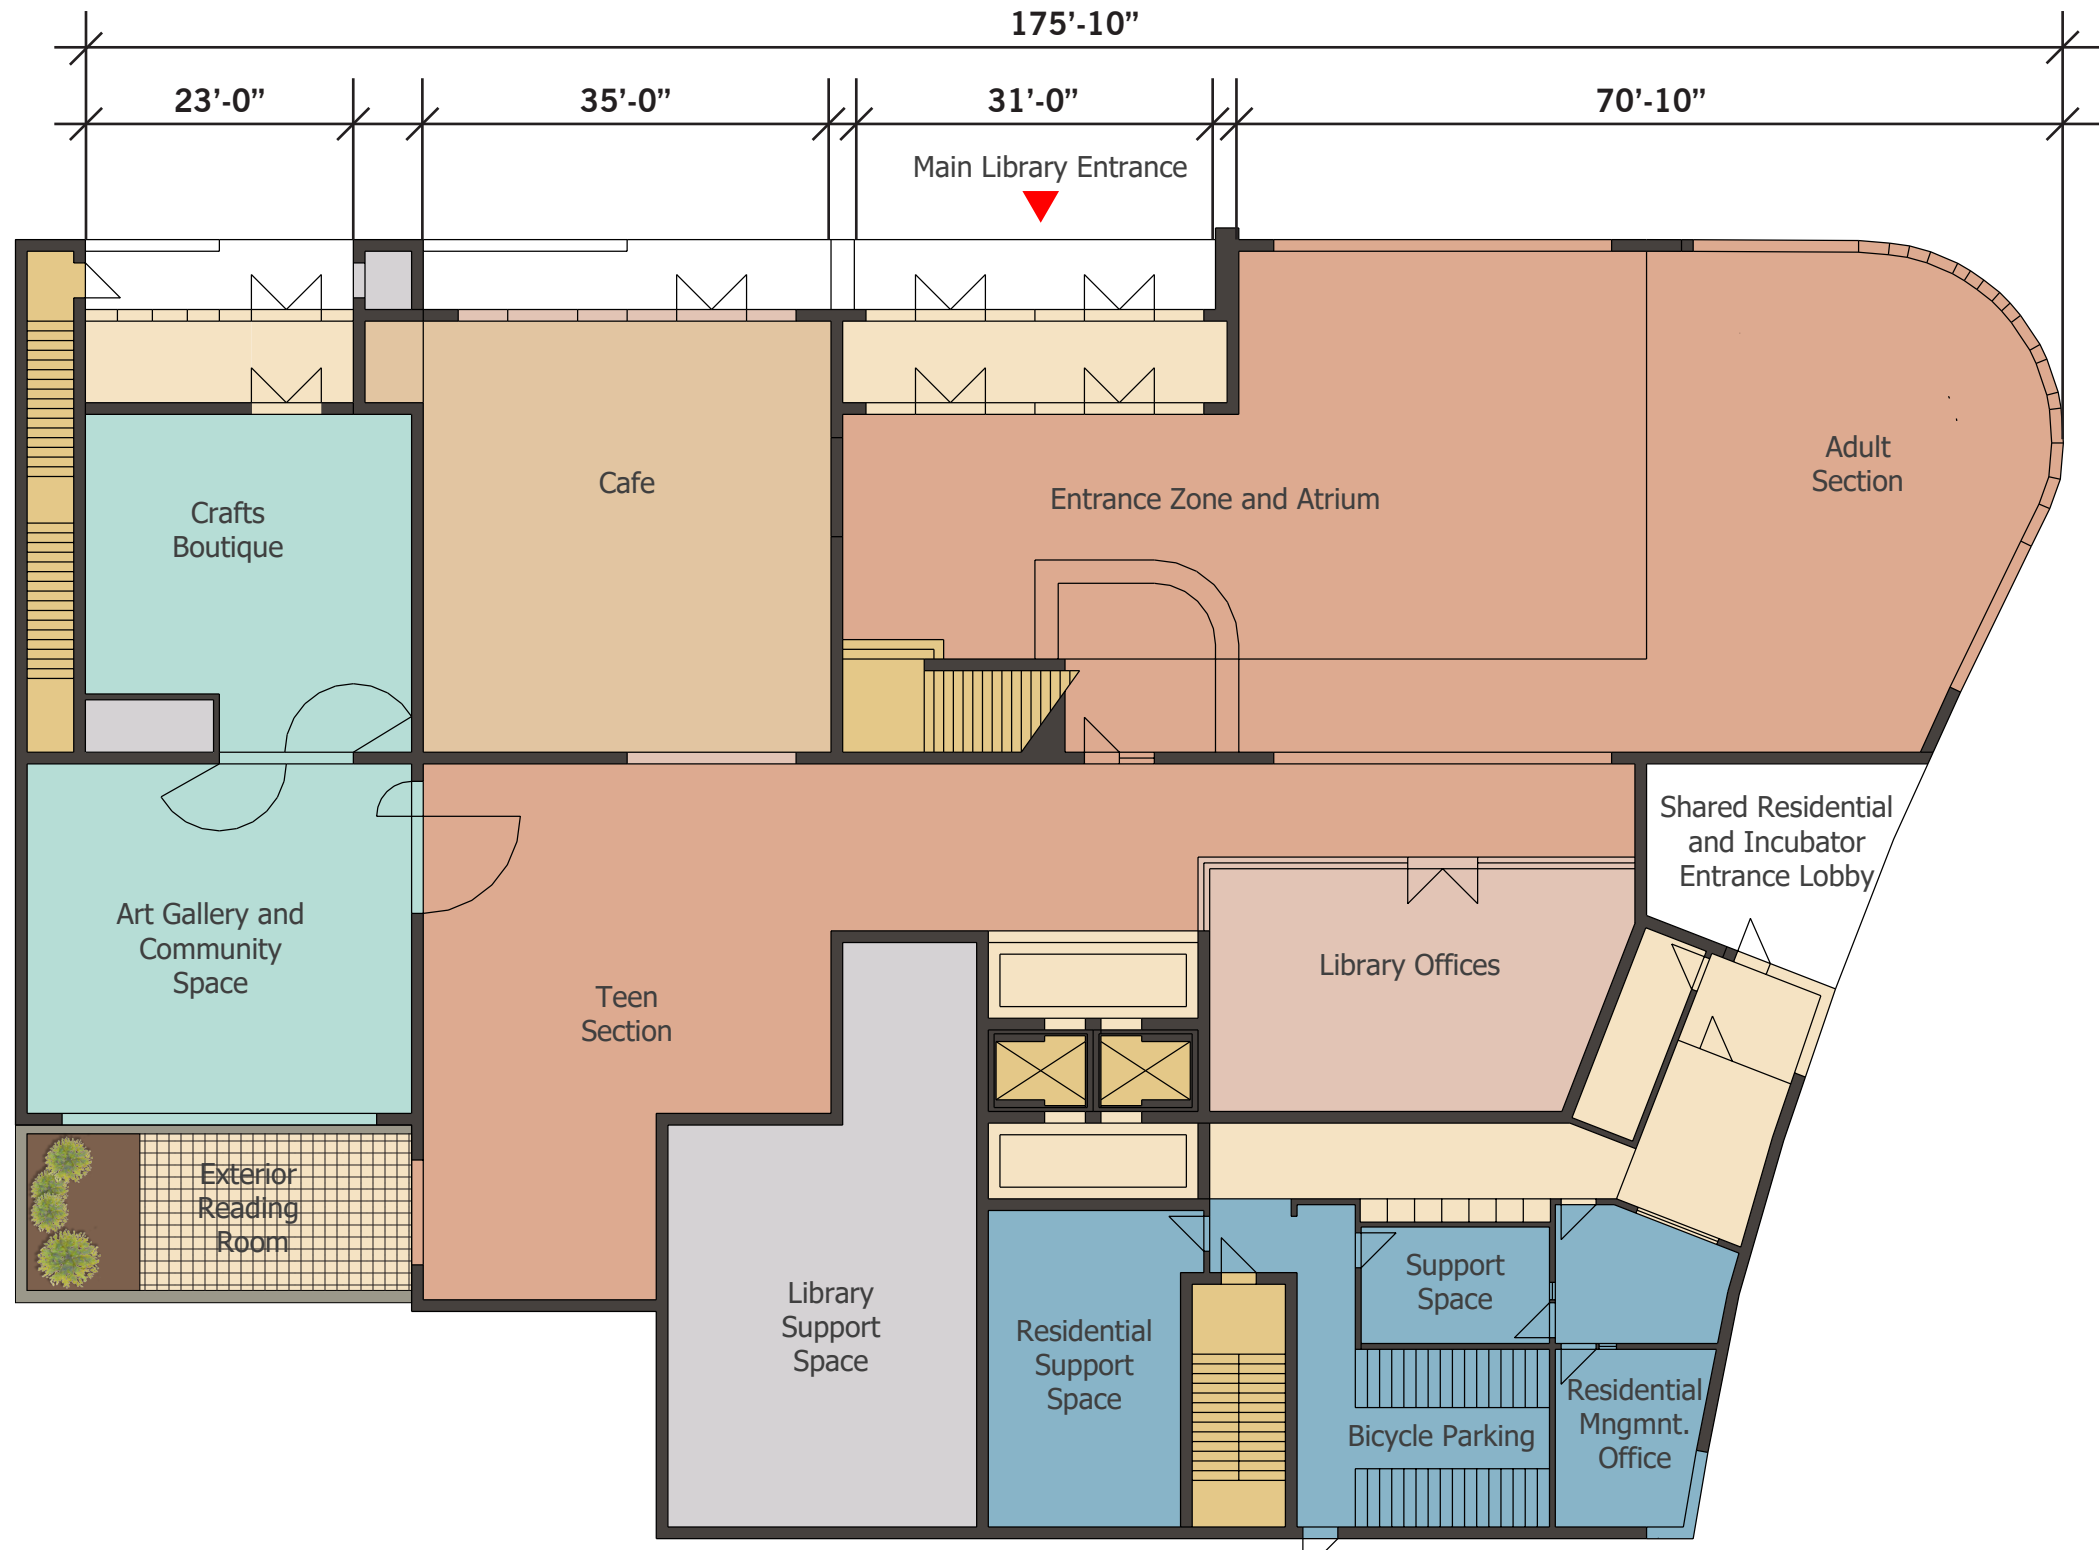 175’-10”
23’-0”
35’-0”
31’-0”
70’-10”
Main Library Entrance
Crafts
Boutique
Cafe
Entrance Zone and Atrium
Adult
Section
Art Gallery and
Community
Space
Teen
Section
Library Offices
Shared Residential
and Incubator
Entrance Lobby
Exterior
Reading
Room
Library
Support
Space
Residential
Support
Space
Support
Space
Bicycle Parking
Residential
Mngmnt.
Office